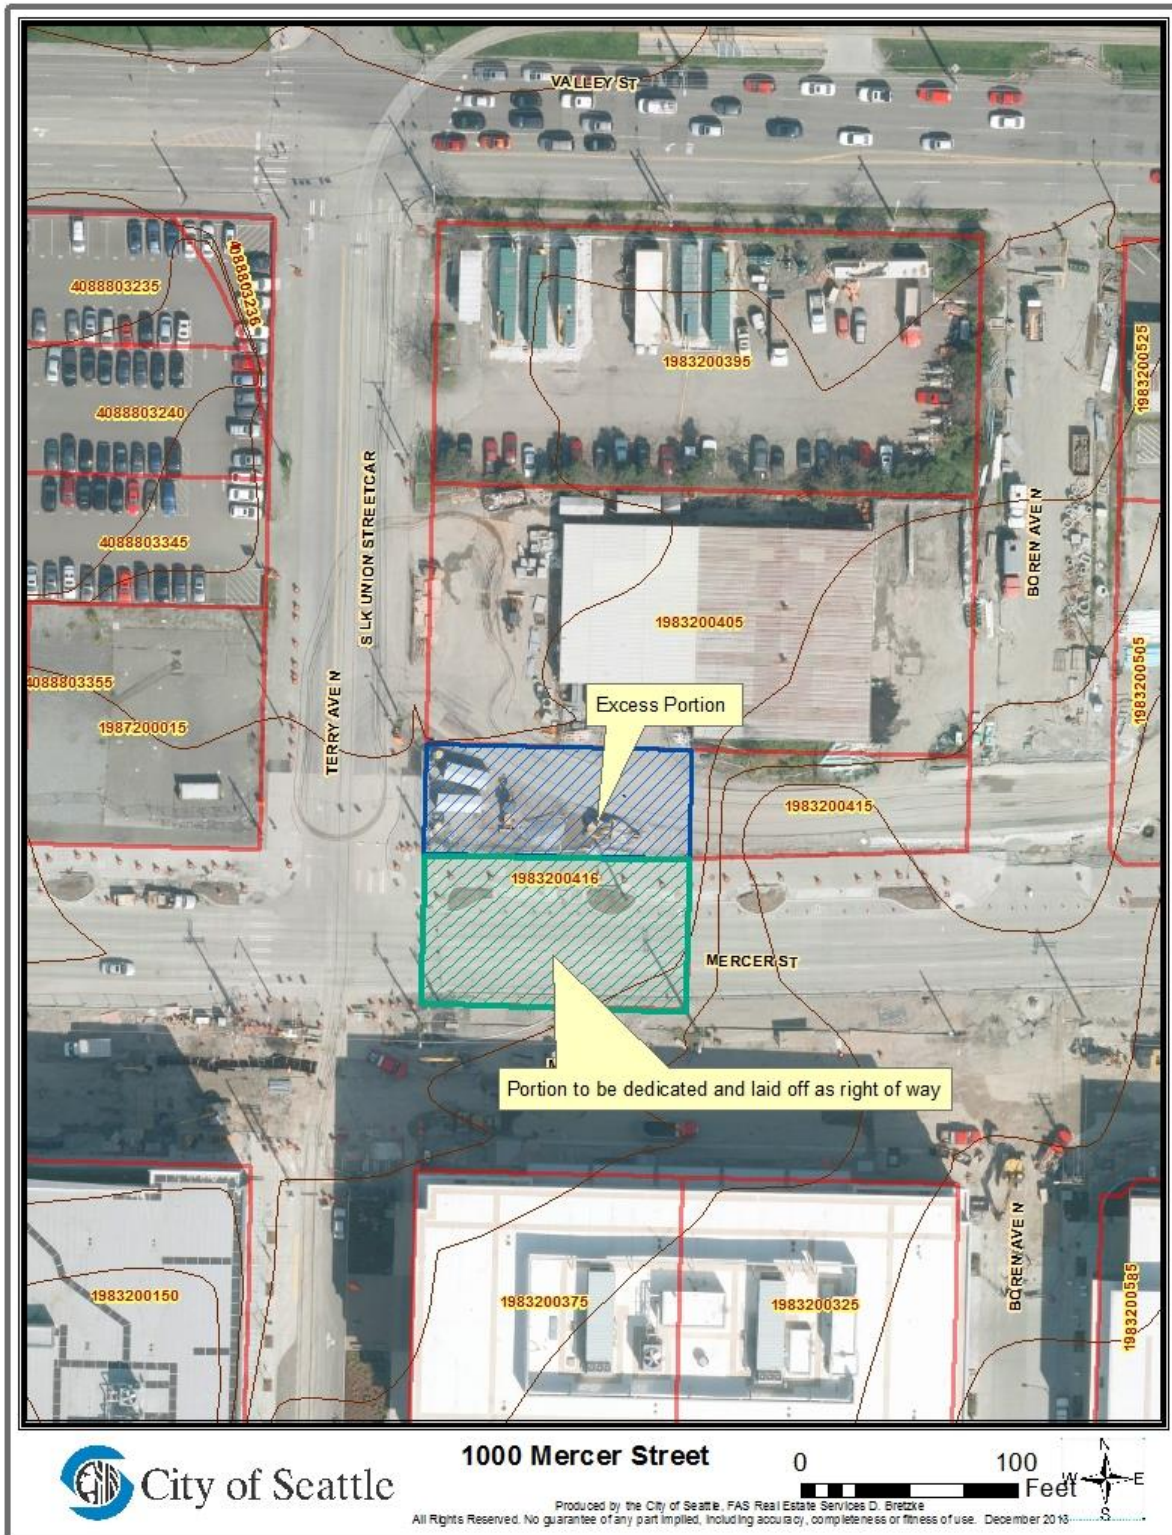 VALLEY ST
4088803235
4088803236
1983200395
1983200525
4088803240
S LK UNION STREETCAR
4088803345
BOREN AVE N
1983200405
1983200505
4088803355
1987200015
TERRY AVE N
Excess Portion
1983200415
1983200416
MERCER ST
Portion to be dedicated and laid off as right of way
BOREN AVE N
1983200150
1983200375
1983200325
1983200585
City of Seattle
1000 Mercer Street
0 100
Feet
N
W E
S
Produced by the City of Seattle, FAS Real Estate Services D. Bretzke
All Rights Reserved. No guarantee of any part implied, including accuracy, completeness or fitness of use. December